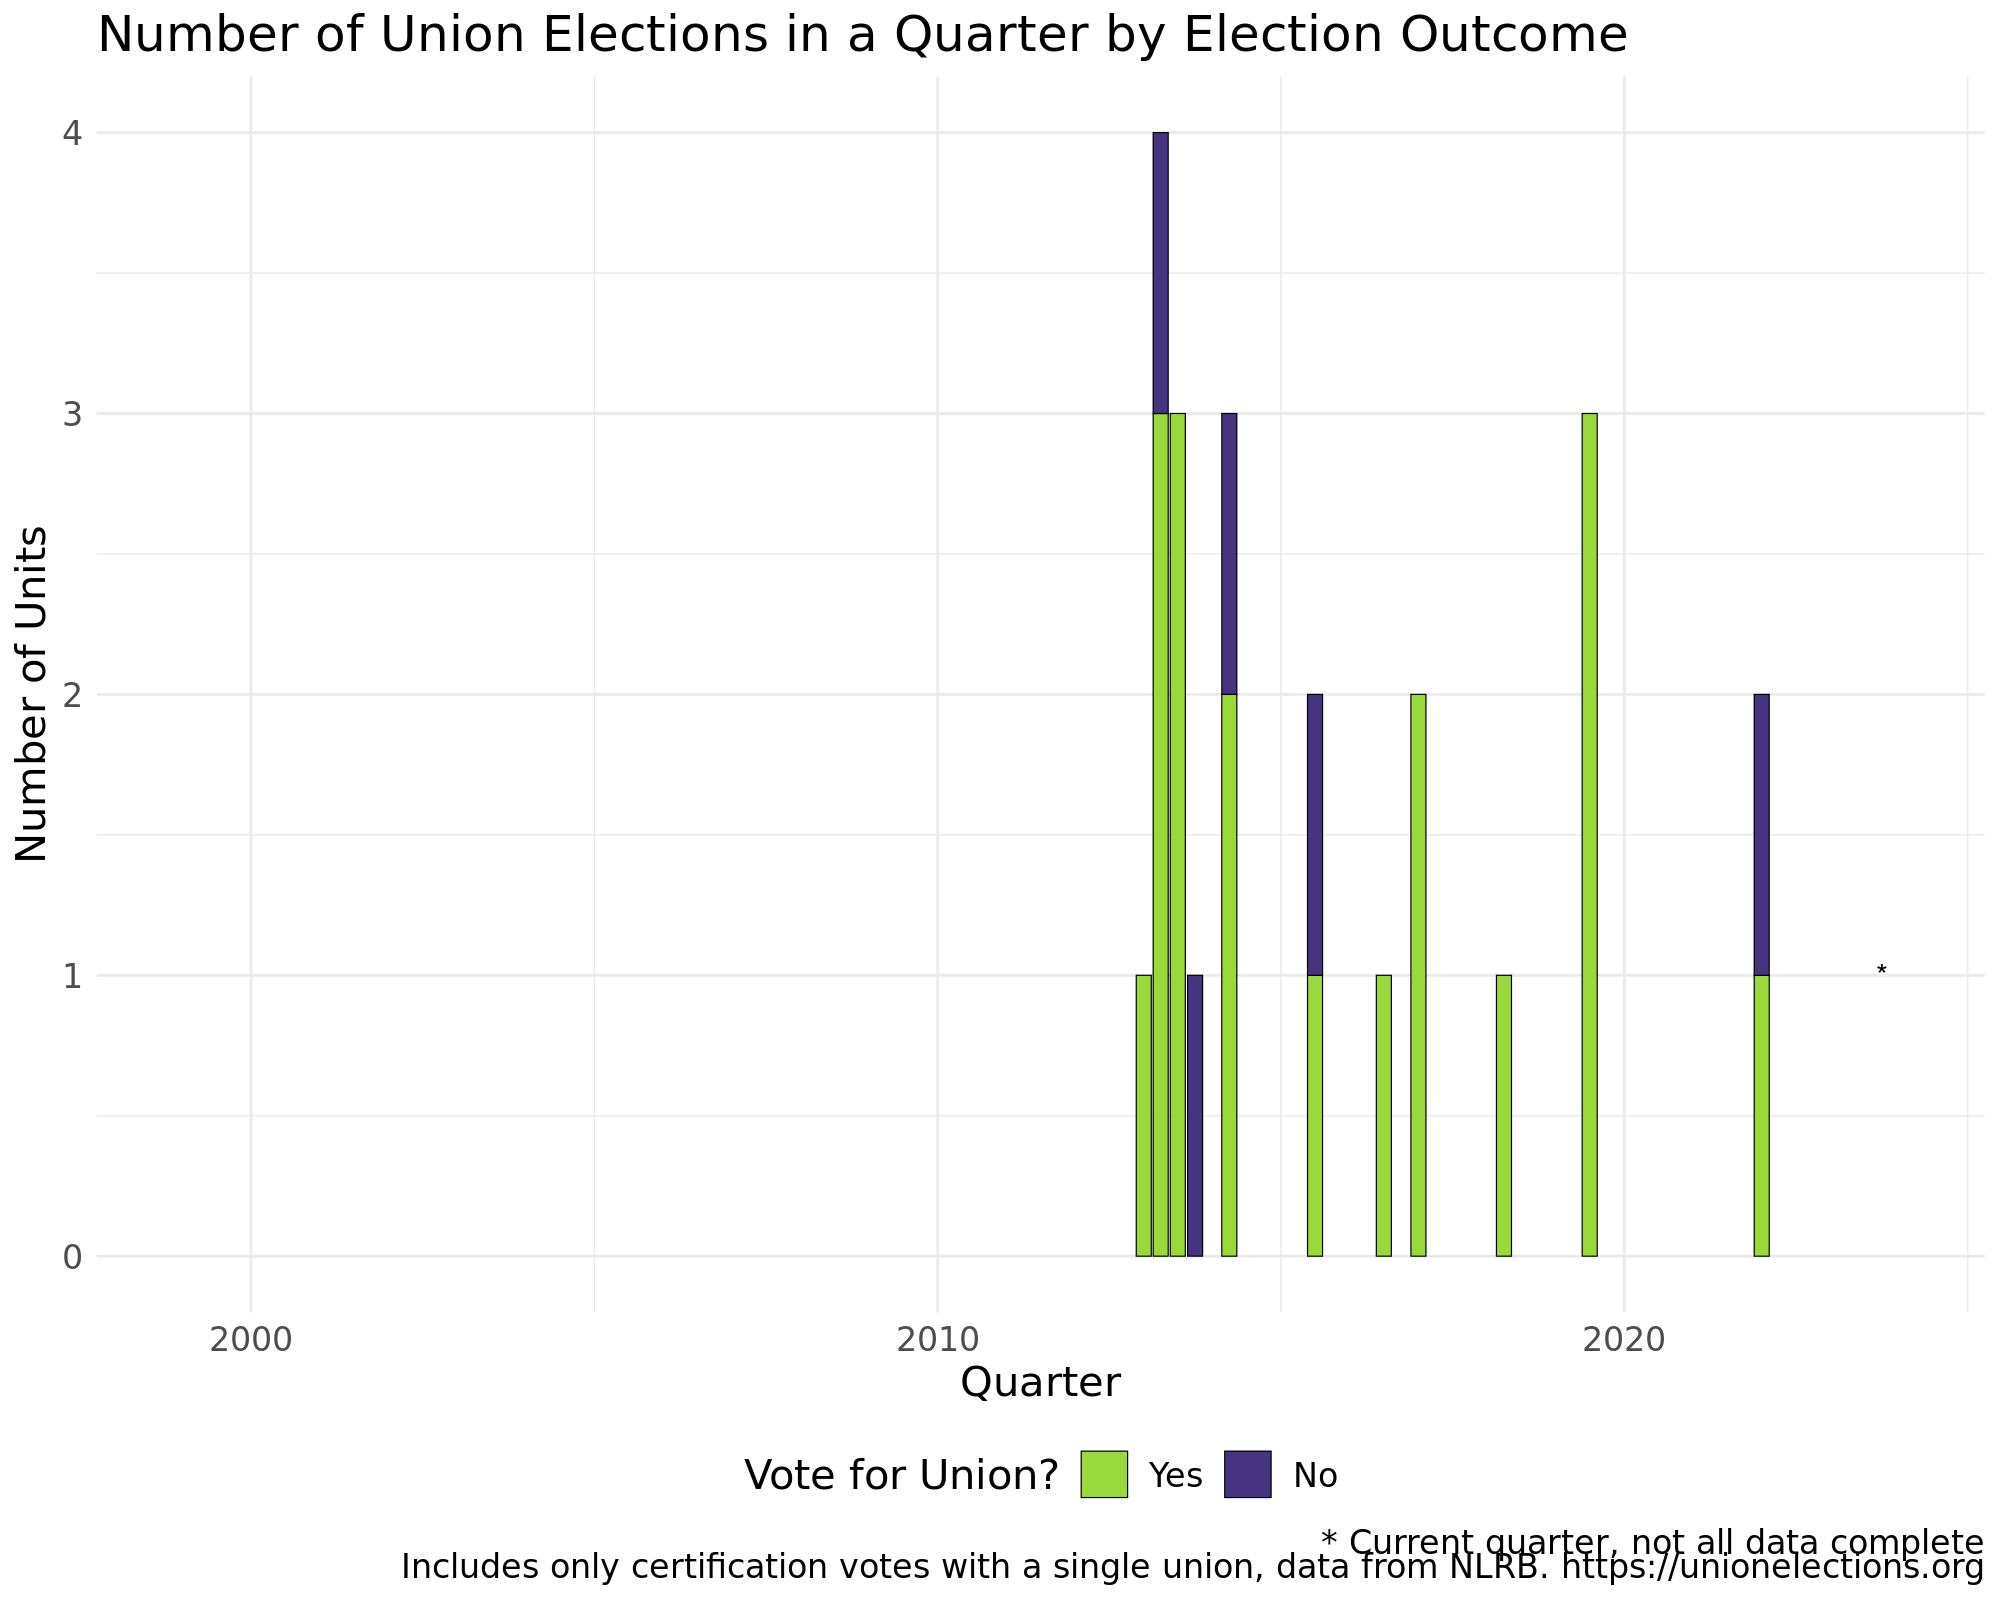 Number of Union Elections in a Quarter by Election Outcome
4
3
2
1
0
Number of Units
*
2000
2010
2020
Quarter
Vote for Union?
Yes
No
* Current quarter, not all data complete
Includes only certification votes with a single union, data from NLRB. https://unionelections.org